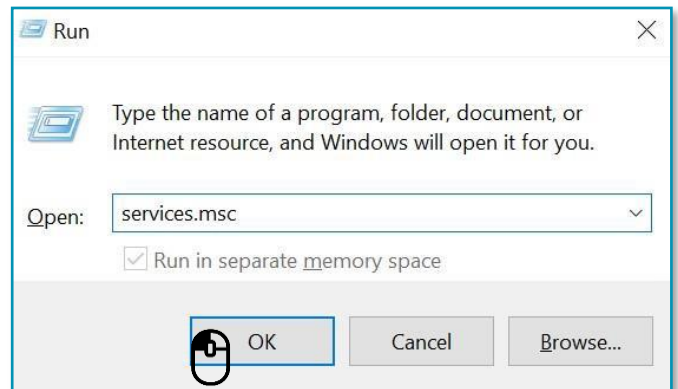 Run
Type the name of a program, folder, document, or
Internet resource, and Windows will open it for you.
Open: services.msc
Run in separate memory space
OK Cancel Browse...